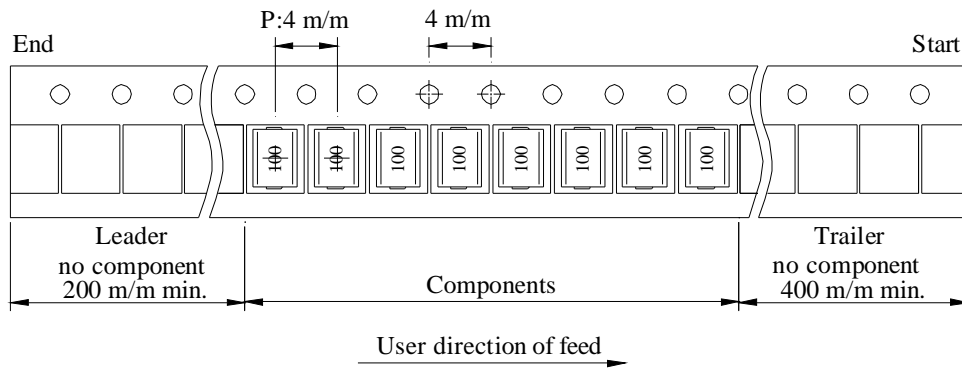 P:4 m/m
4 m/m
End
Start
100
100
100
100
100
100
100
100
Leader
no component
200 m/m min.
Components
Trailer
no component
400 m/m min.
User direction of feed